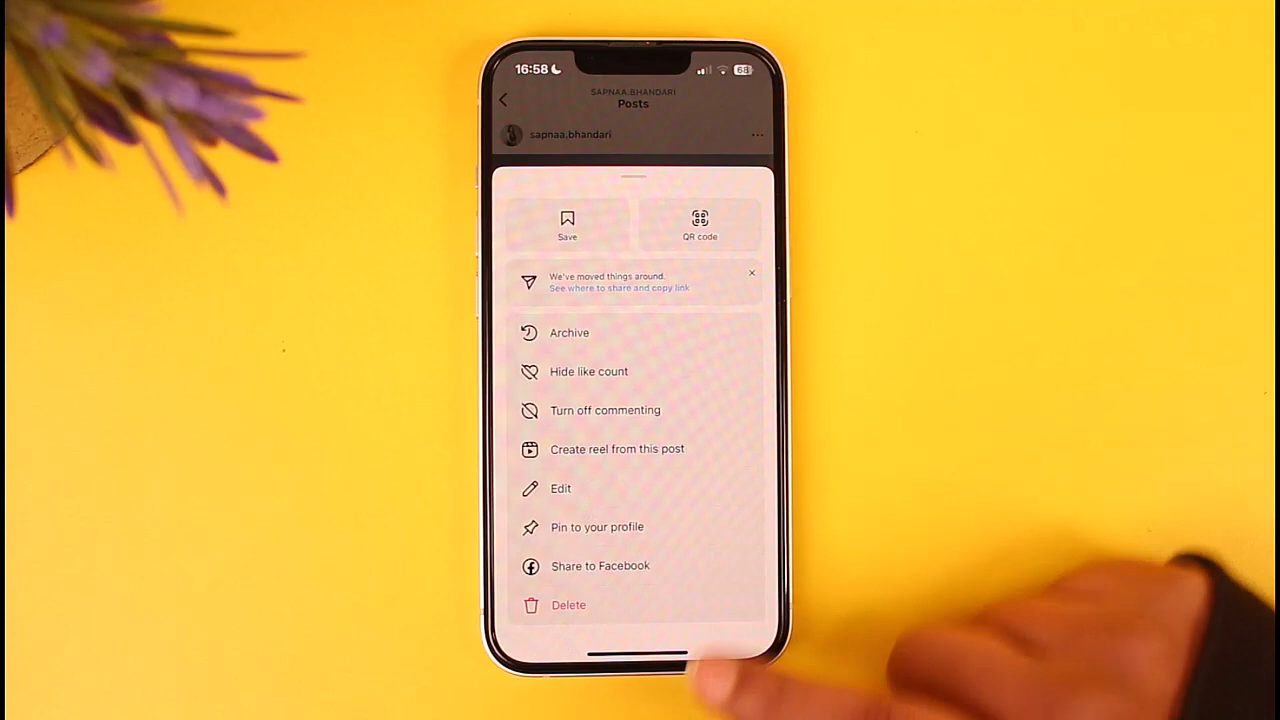 16:58
68
SAPNAA.BHANDARI
Posts
sapnaa.bhandari
Save
QR code
We've moved things around.
See where to share and copy link
Archive
Hide like count
Turn off commenting
Create reel from this post
Edit
Pin to your profile
Share to Facebook
Delete